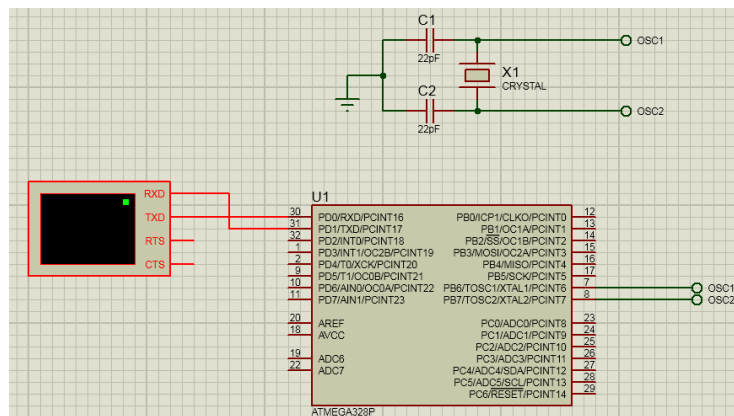 C1
OSC1
22pF
X1
CRYSTAL
C2
OSC2
22pF
RXD
TXD
RTS
CTS
U1
30 PD0/RXD/PCINT16 PB0/ICP1/CLKO/PCINT0 12
31 PD1/TXD/PCINT17 PB1/OC1A/PCINT1 13
32 PD2/INT0/PCINT18 PB2/SS/OC1B/PCINT2 14
1 PD3/INT1/OC2B/PCINT19 PB3/MOSI/OC2A/PCINT3 15
2 PD4/T0/XCK/PCINT20 PB4/MISO/PCINT4 16
9 PD5/T1/OC0B/PCINT21 PB5/SCK/PCINT5 17
10 PD6/AIN0/OC0A/PCINT22 PB6/TOSC1/XTAL1/PCINT6 7 OSC1
11 PD7/AIN1/PCINT23 PB7/TOSC2/XTAL2/PCINT7 8 OSC2
20 AREF PC0/ADC0/PCINT8 23
18 AVCC PC1/ADC1/PCINT9 24
PC2/ADC2/PCINT10 25
19 ADC6 PC3/ADC3/PCINT11 26
22 ADC7 PC4/ADC4/SDA/PCINT12 27
PC5/ADC5/SCL/PCINT13 28
PC6/RESET/PCINT14 29
ATMEGA328P